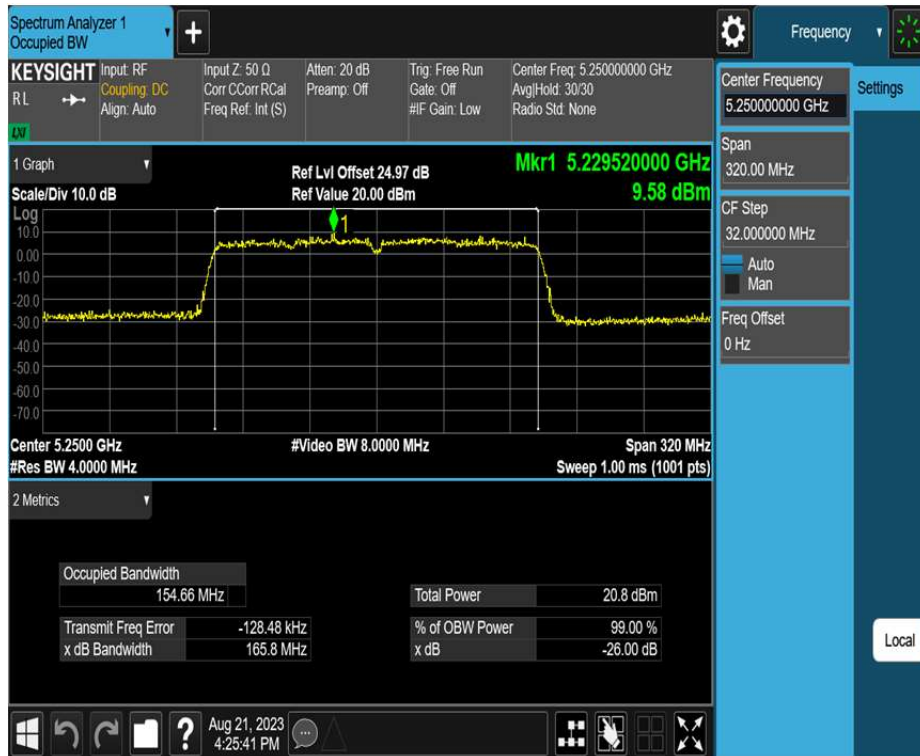 Spectrum Analyzer 1
Occupied BW
+
Frequency
KEYSIGHT
R L
LXI
Input: RF
Coupling: DC
Align: Auto
Input Z: 50 Ω
Corr CCorr RCal
Freq Ref: Int (S)
Atten: 20 dB
Preamp: Off
Trig: Free Run
Gate: Off
#IF Gain: Low
Center Freq: 5.250000000 GHz
Avg|Hold: 30/30
Radio Std: None
Center Frequency
5.25000000 GHz
Settings
Span
320.00 MHz
CF Step
32.000000 MHz
Auto
Man
Freq Offset
0 Hz
Local
1 Graph
Scale/Div 10.0 dB
Ref Lvl Offset 24.97 dB
Ref Value 20.00 dBm
Mkr1 5.229520000 GHz
9.58 dBm
Log
10.0
0.00
-10.0
-20.0
-30.0
-40.0
-50.0
-60.0
-70.0
1
Center 5.2500 GHz
#Video BW 8.0000 MHz
Span 320 MHz
#Res BW 4.0000 MHz
Sweep 1.00 ms (1001 pts)
2 Metrics
Occupied Bandwidth
154.66 MHz
Total Power 20.8 dBm
Transmit Freq Error -128.48 kHz
% of OBW Power 99.00 %
x dB Bandwidth 165.8 MHz
x dB -26.00 dB
?
Aug 21, 2023
4:25:41 PM